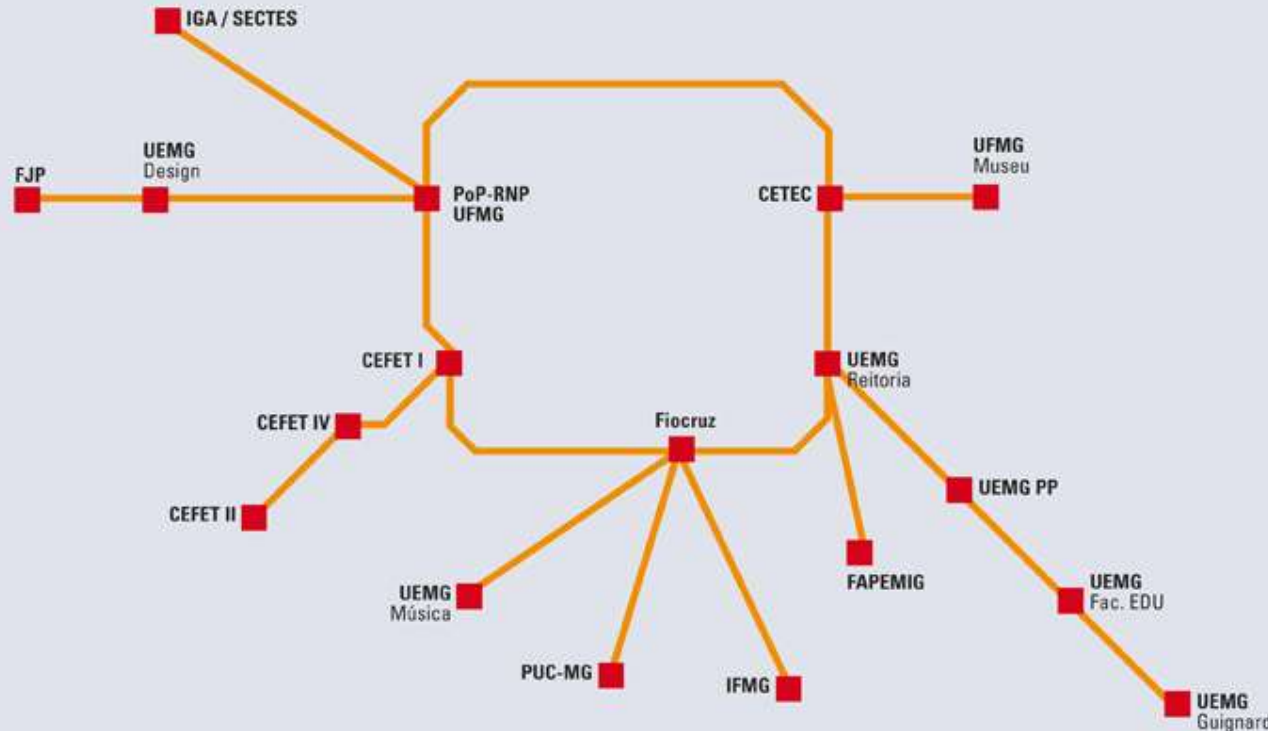 IGA / SECTES
UEMG
Design
FJP
PoP-RNP
UFMG
CETEC
UFMG
Museu
CEFET I
UEMG
Reitoria
CEFET IV
Fiocruz
CEFET II
UEMG PP
UEMG
Música
FAPEMIG
UEMG
Fac. EDU
PUC-MG
IFMG
UEMG
Guignard